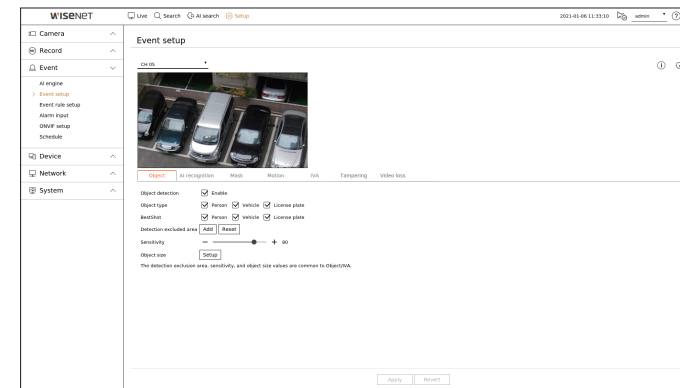 WISENET
Live Search AI search Setup
2021-01-06 11:33:10 admin
Camera
Record
Event
AI engine
Event setup
Event rule setup
Alarm input
ONVIF setup
Schedule
Device
Network
System
Event setup
CH 05
Object AI recognition Mask Motion IVA Tampering Video loss
Object detection Enable
Object type Person Vehicle License plate
BestShot Person Vehicle License plate
Detection excluded area Add Reset
Sensitivity 80
Object size Setup
The detection exclusion area, sensitivity, and object size values are common to Object/IVA.
Apply Revert